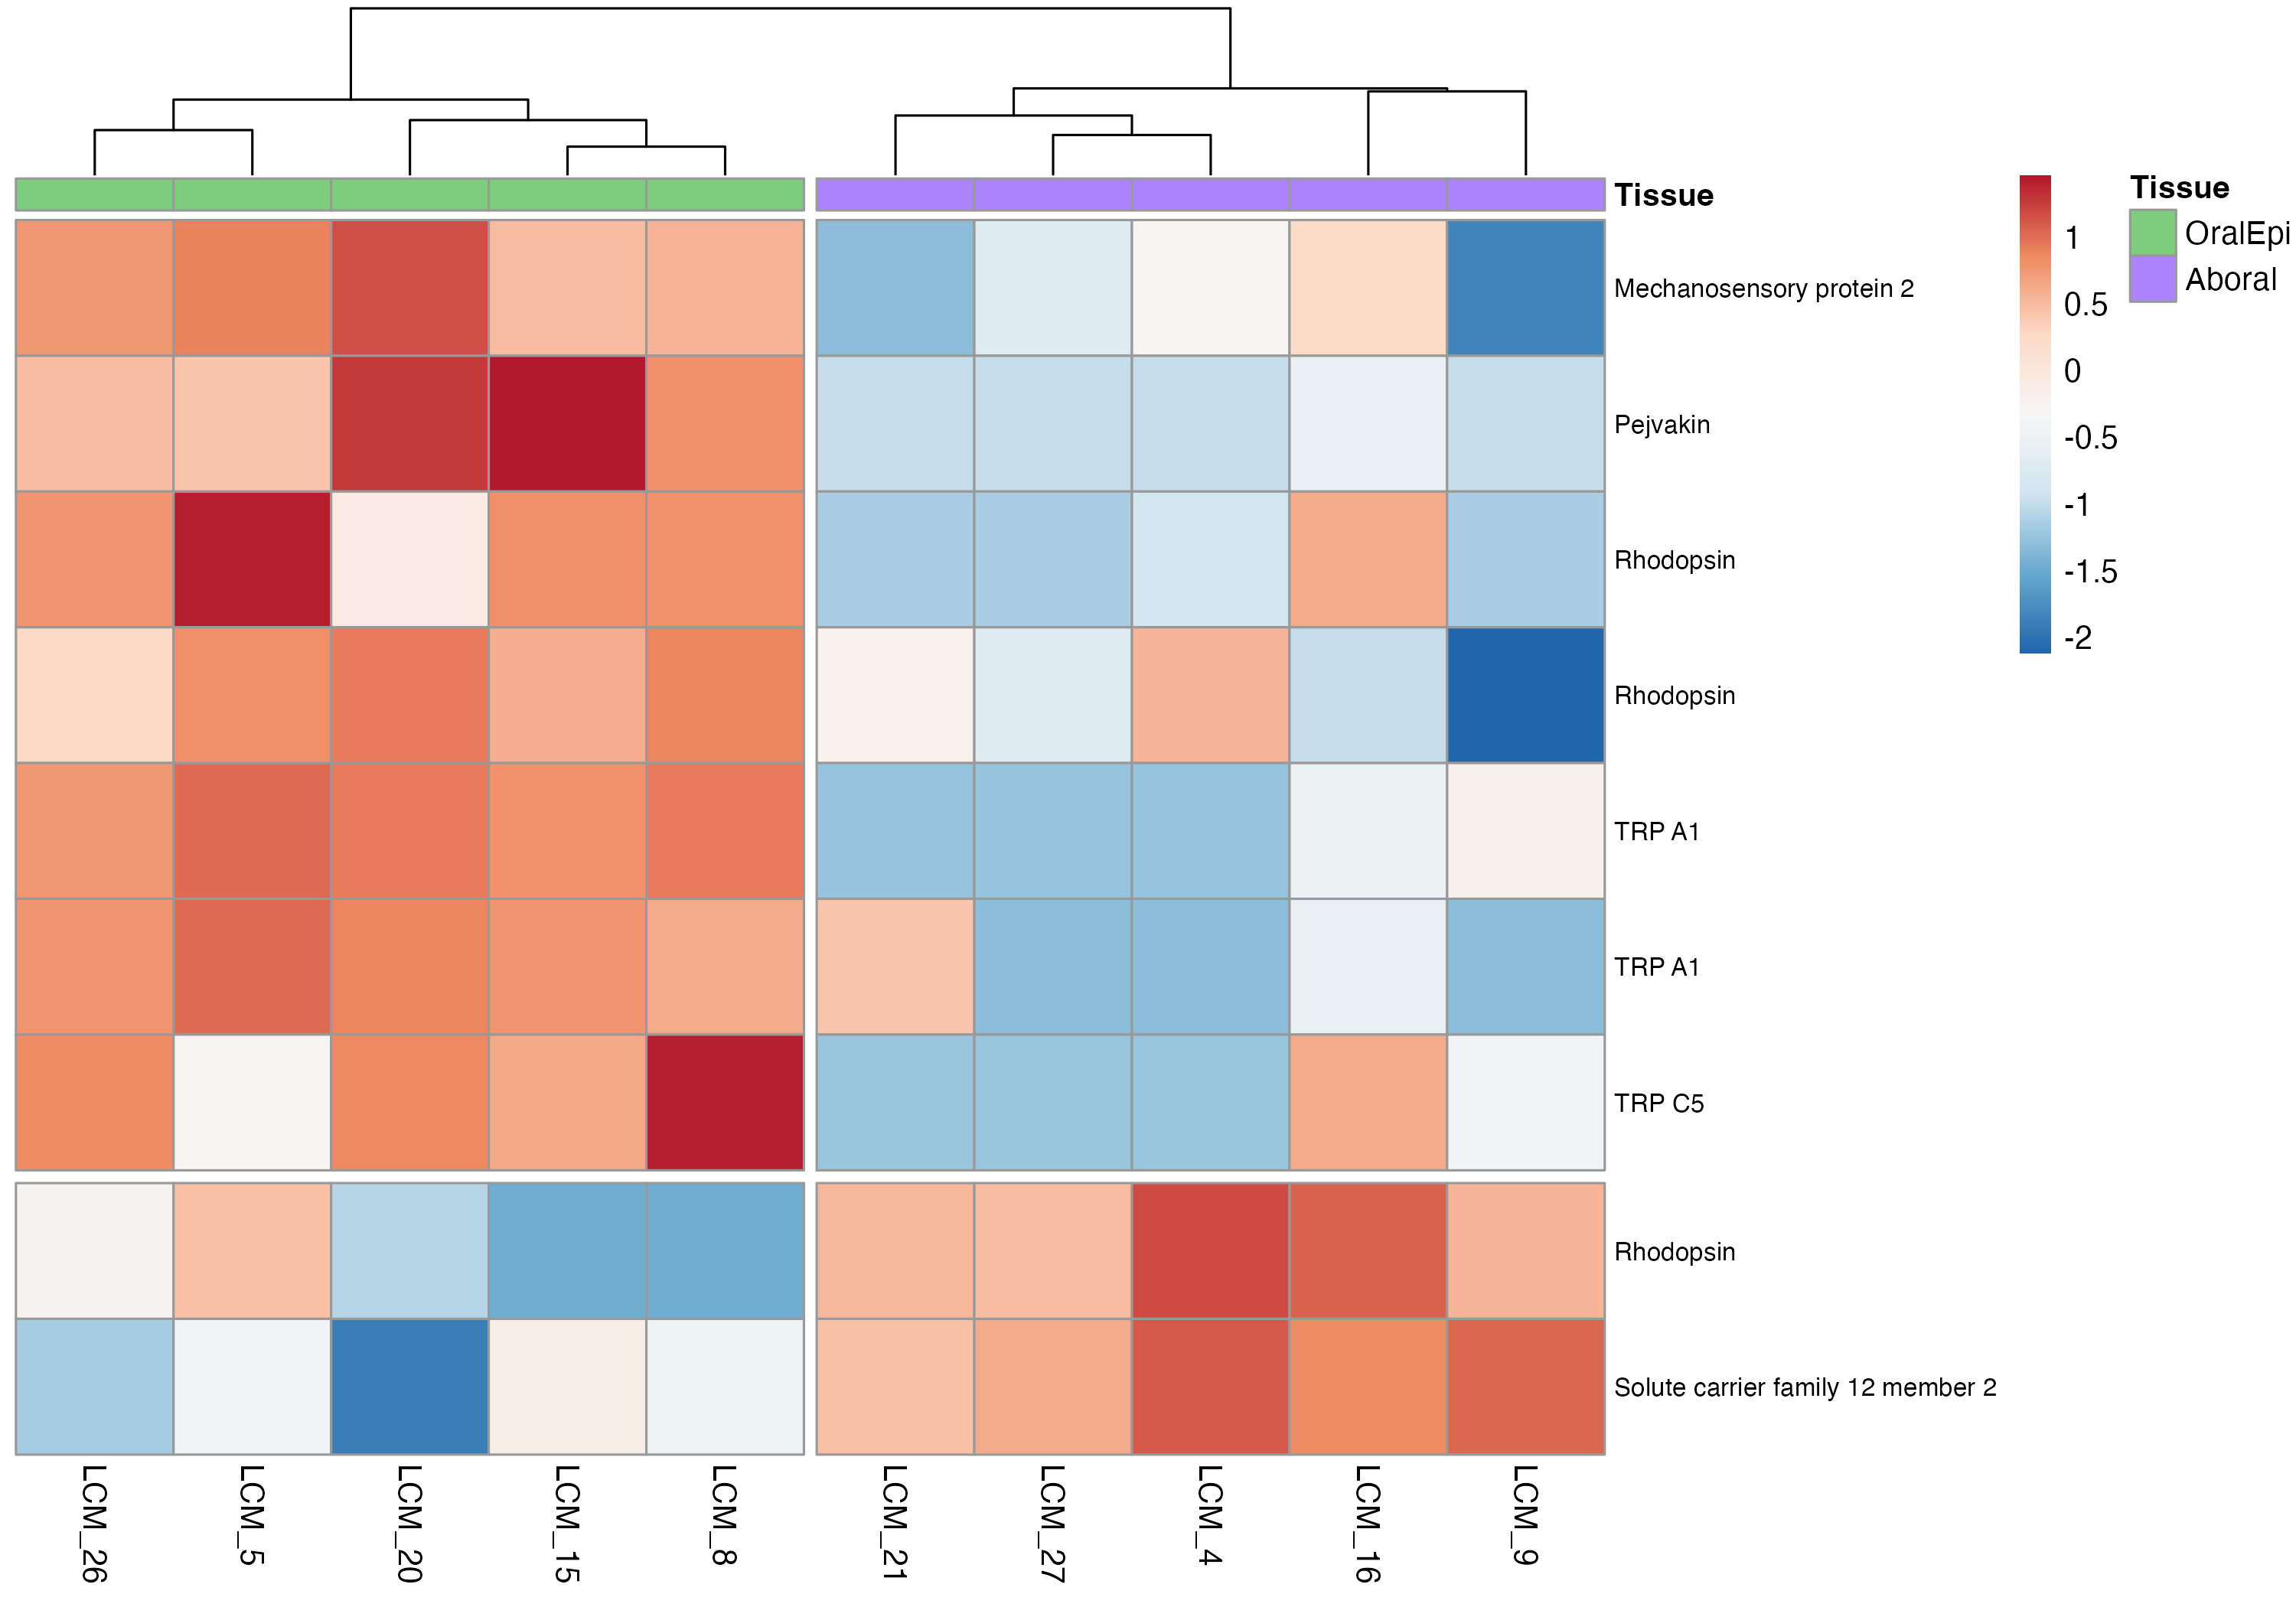 Tissue
Mechanosensory protein 2
Pejvakin
Rhodopsin
Rhodopsin
TRP A1
TRP A1
TRP C5
Rhodopsin
Solute carrier family 12 member 2
LCM_26
LCM_5
LCM_20
LCM_15
LCM_8
LCM_21
LCM_27
LCM_4
LCM_16
LCM_9
1
0.5
0
-0.5
-1
-1.5
-2
Tissue
OralEpi
Aboral